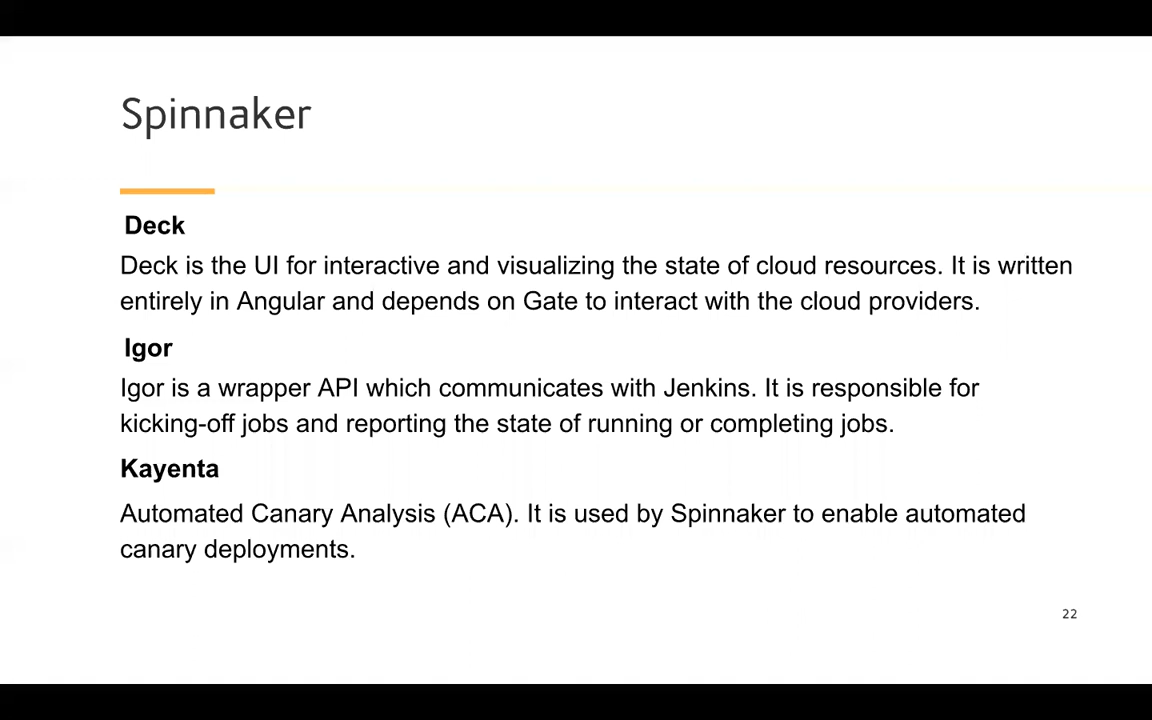 Spinnaker
Deck
Deck is the UI for interactive and visualizing the state of cloud resources. It is written
entirely in Angular and depends on Gate to interact with the cloud providers.
Igor
Igor is a wrapper API which communicates with Jenkins. It is responsible for
kicking-off jobs and reporting the state of running or completing jobs.
Kayenta
Automated Canary Analysis (ACA). It is used by Spinnaker to enable automated
canary deployments.
22